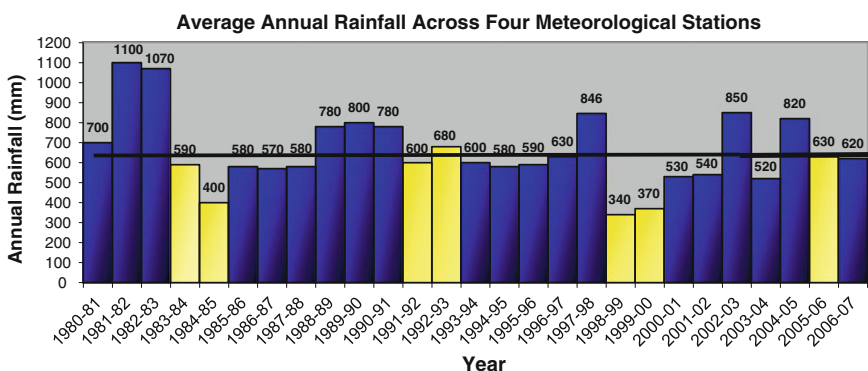 Average Annual Rainfall Across Four Meteorological Stations
Annual Rainfall (mm)
1200
1100
1000
900
800
700
600
500
400
300
200
100
0
700 1100 1070 590 400 580 570 580 780 800 780 600 680 600 580 590 630 846 340 370 530 540 850 520 820 630 620
1980-81 1981-82 1982-83 1983-84 1984-85 1985-86 1986-87 1987-88 1988-89 1989-90 1990-91 1991-92 1992-93 1993-94 1994-95 1995-96 1996-97 1997-98 1998-99 1999-00 2000-01 2001-02 2002-03 2003-04 2004-05 2005-06 2006-07
Year